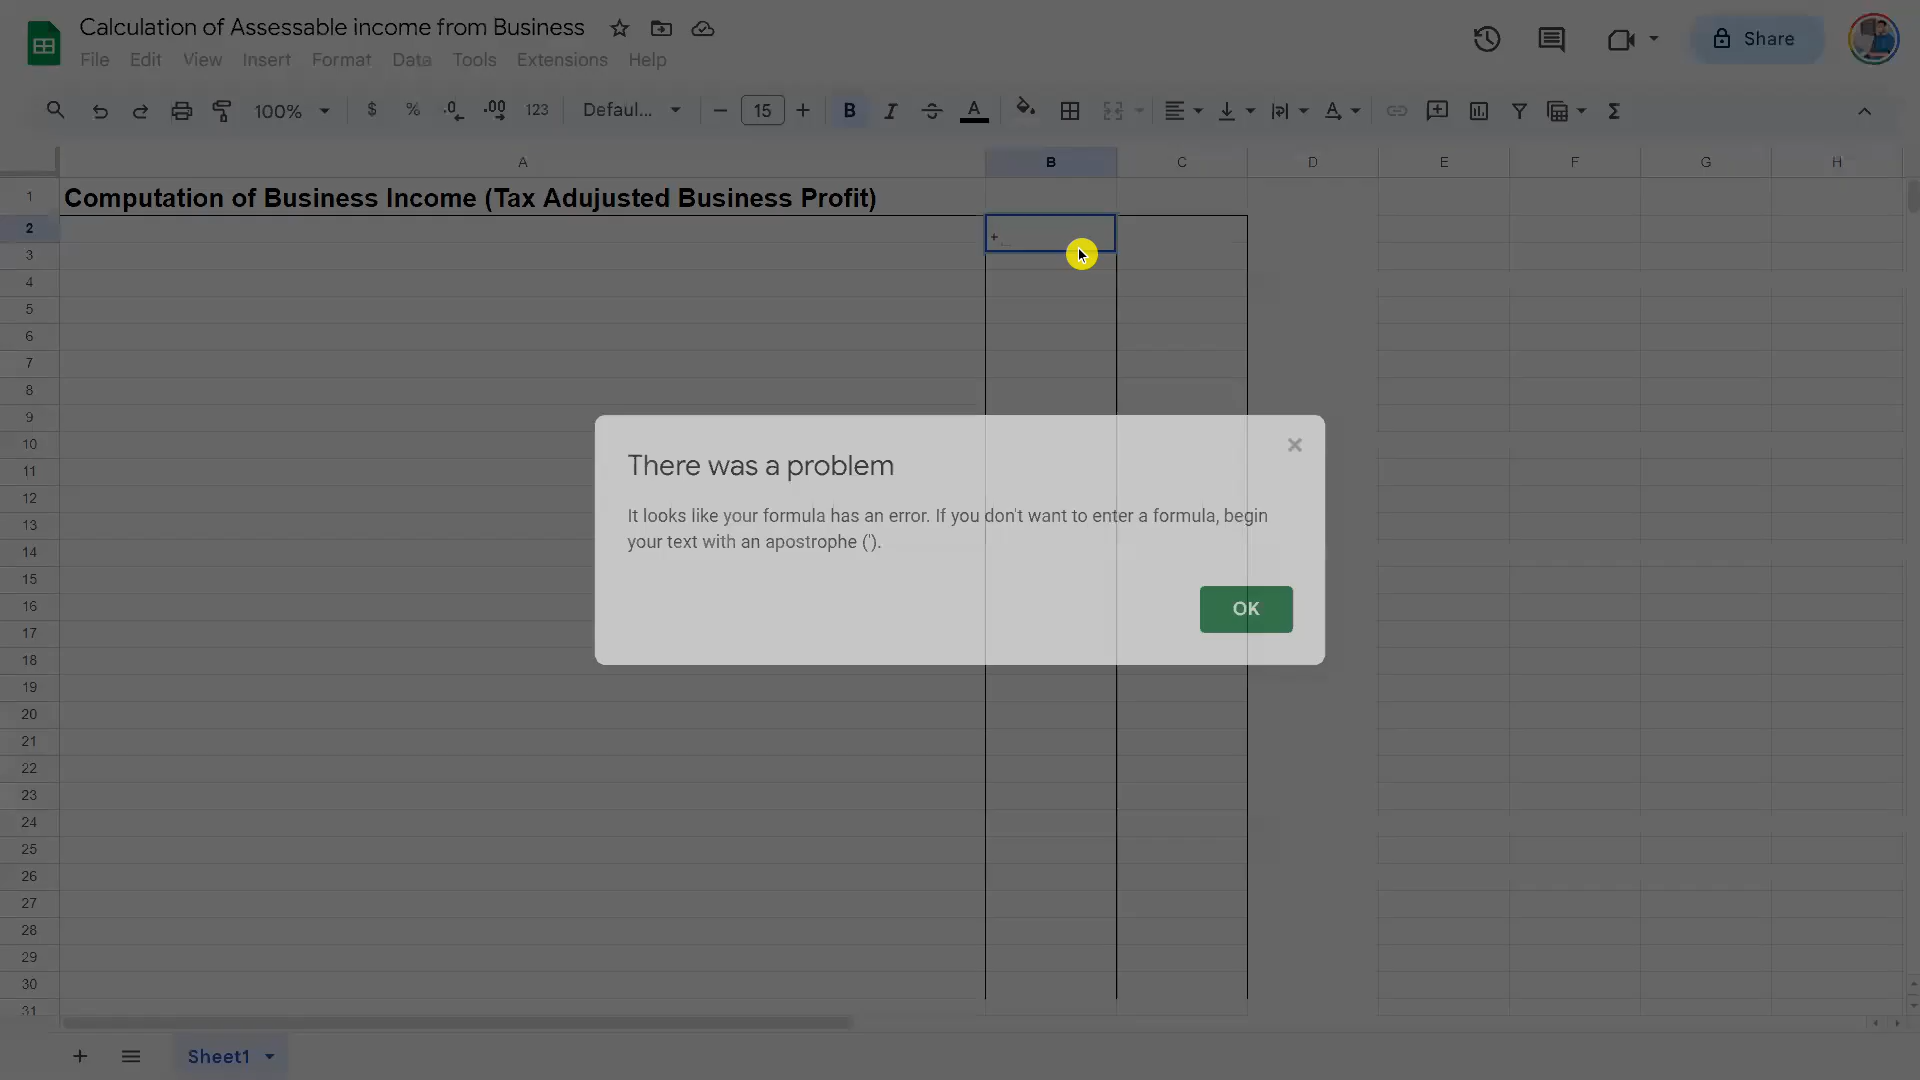 Calculation of Assessable income from Business
Share
File Edit View Insert Format Data Tools Extensions Help
100% $ % .0 .00 123 Defaul... 15 B I A Σ
A B C D E F G H
1 Computation of Business Income (Tax Adujusted Business Profit)
2 +
3
4
5
6
7
8
9
10
11
12
13
14
15
16
17
18
19
20
21
22
23
24
25
26
27
28
29
30
31
There was a problem
It looks like your formula has an error. If you don't want to enter a formula, begin
your text with an apostrophe (').
OK
Sheet1